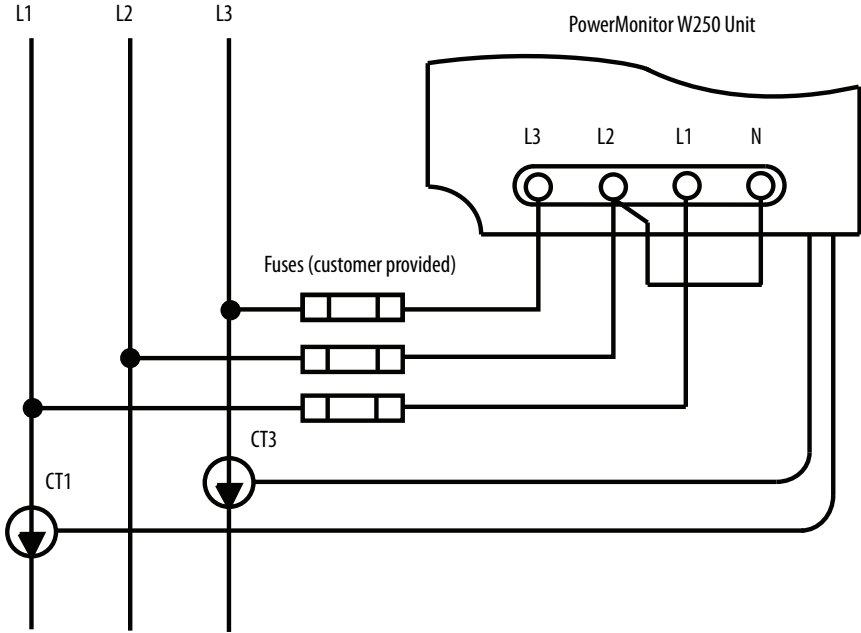 L1
L2
L3
PowerMonitor W250 Unit
L3
L2
L1
N
Fuses (customer provided)
CT3
CT1